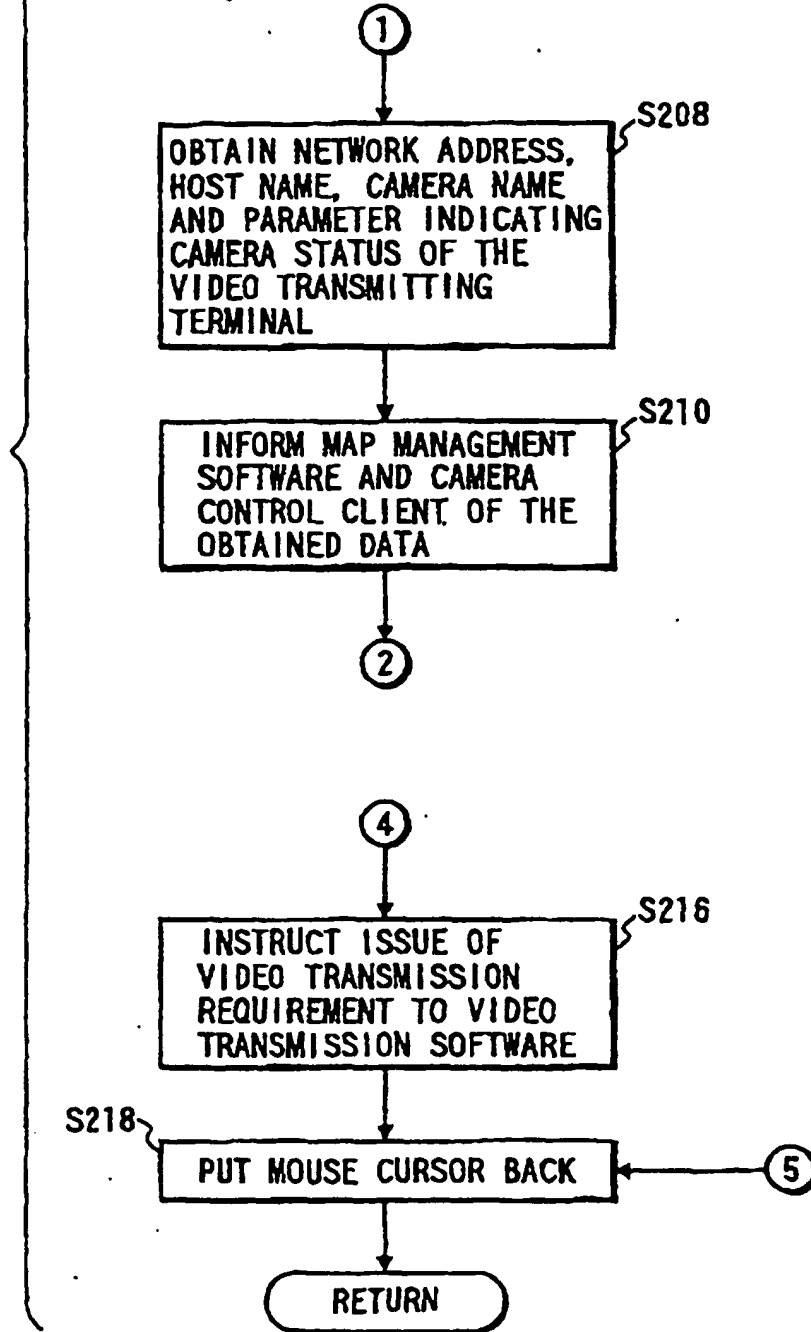 1
S208
OBTAIN NETWORK ADDRESS,
HOST NAME, CAMERA NAME
AND PARAMETER INDICATING
CAMERA STATUS OF THE
VIDEO TRANSMITTING
TERMINAL
S210
INFORM MAP MANAGEMENT
SOFTWARE AND CAMERA
CONTROL CLIENT OF THE
OBTAINED DATA
2
4
S216
INSTRUCT ISSUE OF
VIDEO TRANSMISSION
REQUIREMENT TO VIDEO
TRANSMISSION SOFTWARE
S218
PUT MOUSE CURSOR BACK
5
RETURN